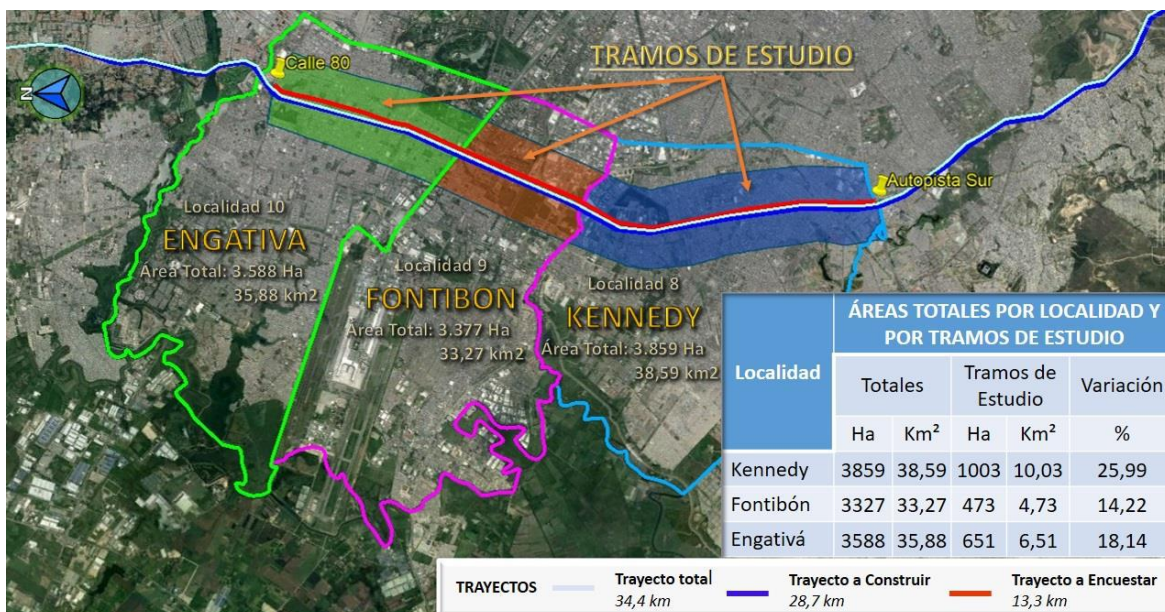 Calle 80
TRAMOS DE ESTUDIO
N
Autopista Sur
Localidad 10
ENGATIVA
Área Total: 3.588 Ha
35,88 km2
Localidad 9
FONTIBON
Área Total: 3.377 Ha
33,27 km2
Localidad 8
KENNEDY
Área Total: 3.859 Ha
38,59 km2
Localidad
ÁREAS TOTALES POR LOCALIDAD Y
POR TRAMOS DE ESTUDIO
Totales
Tramos de
Estudio
Variación
Ha Km² Ha Km² %
Kennedy 3859 38,59 1003 10,03 25,99
Fontibón 3327 33,27 473 4,73 14,22
Engativá 3588 35,88 651 6,51 18,14
TRAYECTOS
Trayecto total
34,4 km
Trayecto a Construir
28,7 km
Trayecto a Encuestar
13,3 km